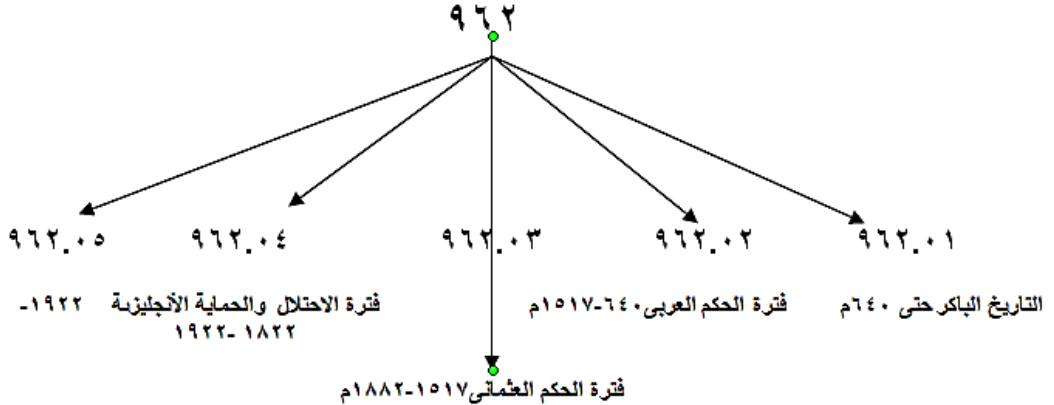 ٩٦٢
٩٦٢.٠١
٩٦٢.٠٢
٩٦٢.٠٣
٩٦٢.٠٤
٩٦٢.٠٥
التاريخ الباكر حتى ٦٤٠م
فترة الحكم العربى٦٤٠-١٥١٧م
فترة الاحتلال والحماية الأنجليزية
١٨٢٢ -١٩٢٢
١٩٢٢-
فترة الحكم العثمانى١٥١٧-١٨٨٢م